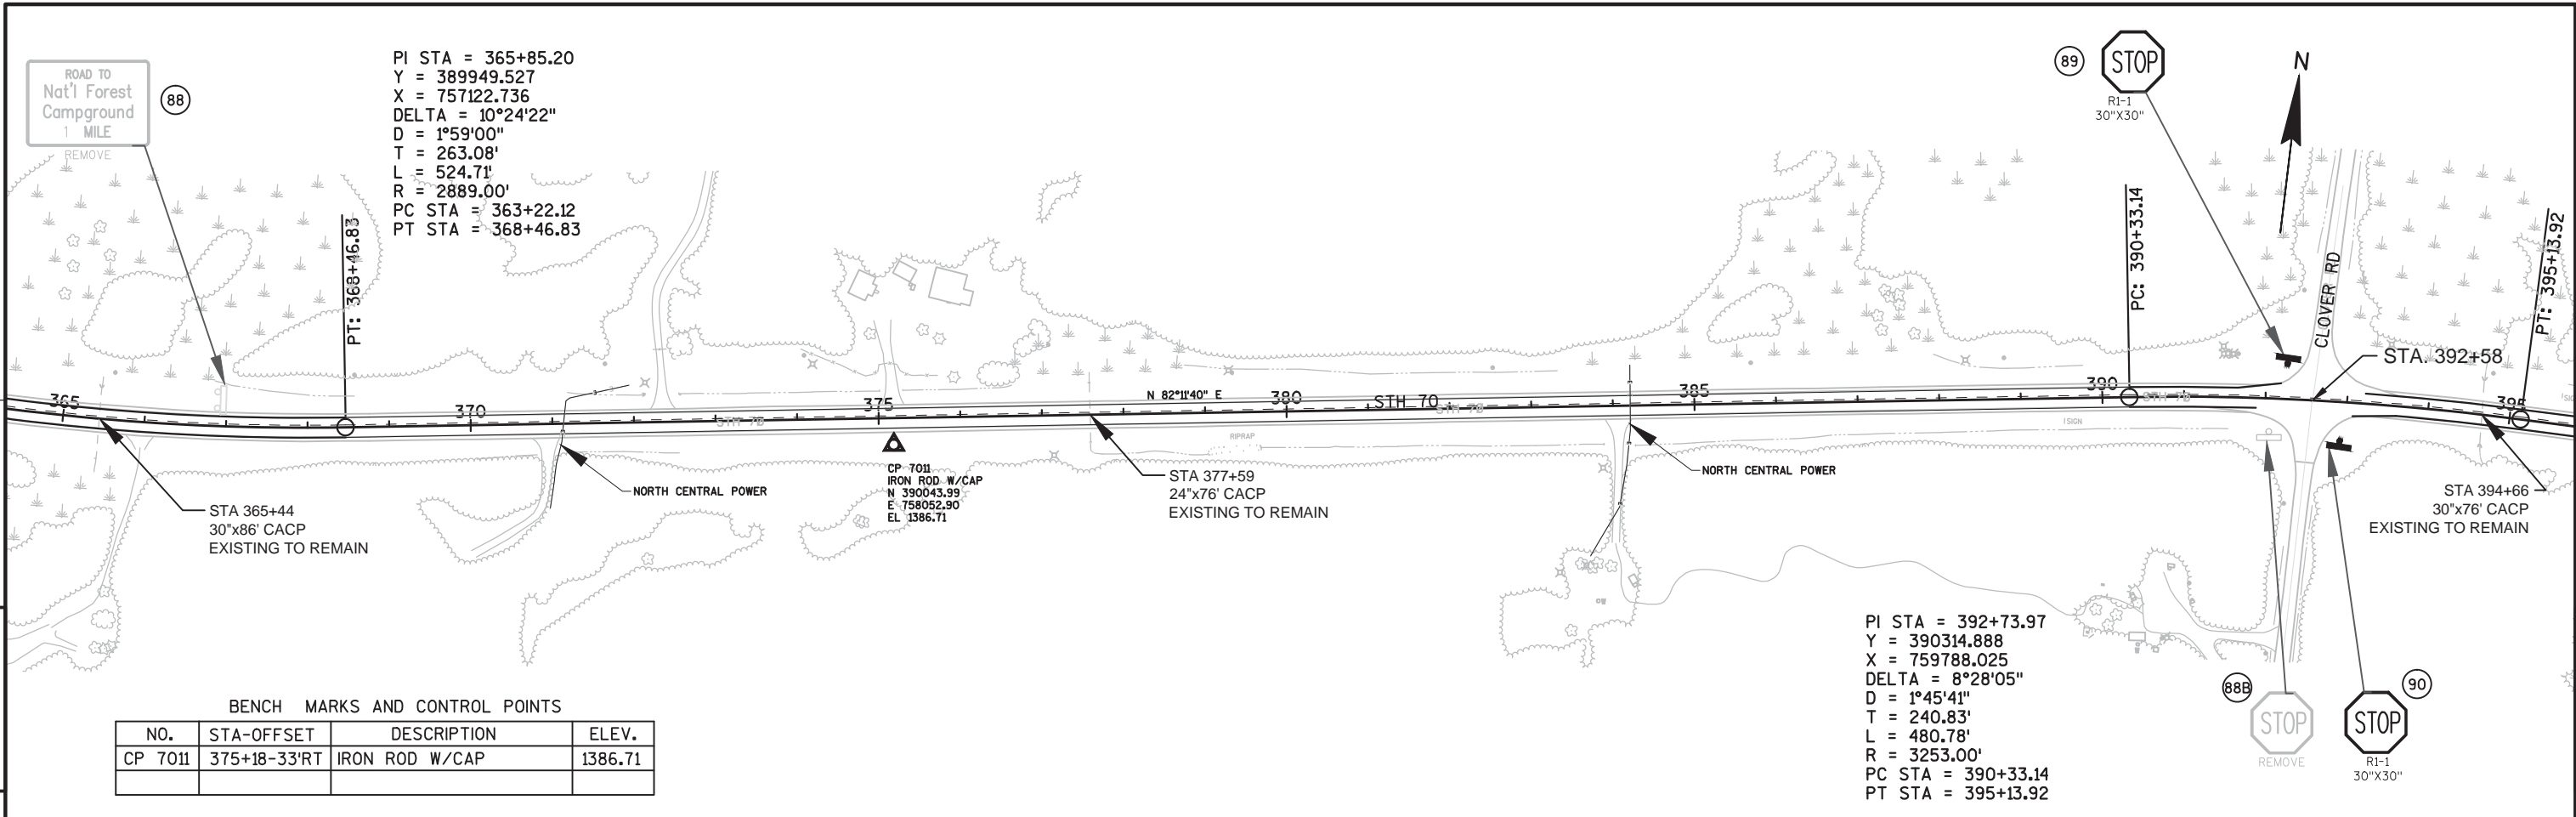 ROAD TO
Nat'l Forest
Campground
1 MILE
REMOVE
88
PI STA = 365+85.20
Y = 389949.527
X = 757122.736
DELTA = 10°24'22"
D = 1°59'00"
T = 263.08'
L = 524.71'
R = 2889.00'
PC STA = 363+22.12
PT STA = 368+46.83
PT: 368+46.83
89
STOP
R1-1
30"X30"
N
CLOVER RD
PC: 390+33.14
PT: 395+13.92
STA. 392+58
365
370
375
N 82°11'40" E
380
STH 70
385
390
395
STH 70
STH 70
STH 70
RIPRAP
1SIGN
NORTH CENTRAL POWER
NORTH CENTRAL POWER
CP 7011
IRON ROD W/CAP
N 390043.99
E 758052.90
EL 1386.71
STA 365+44
30"x86' CACP
EXISTING TO REMAIN
STA 377+59
24"x76' CACP
EXISTING TO REMAIN
STA 394+66
30"x76' CACP
EXISTING TO REMAIN
PI STA = 392+73.97
Y = 390314.888
X = 759788.025
DELTA = 8°28'05"
D = 1°45'41"
T = 240.83'
L = 480.78'
R = 3253.00'
PC STA = 390+33.14
PT STA = 395+13.92
88B
STOP
REMOVE
90
STOP
R1-1
30"X30"
BENCH MARKS AND CONTROL POINTS
NO. STA-OFFSET DESCRIPTION ELEV.
CP 7011 375+18-33'RT IRON ROD W/CAP 1386.71